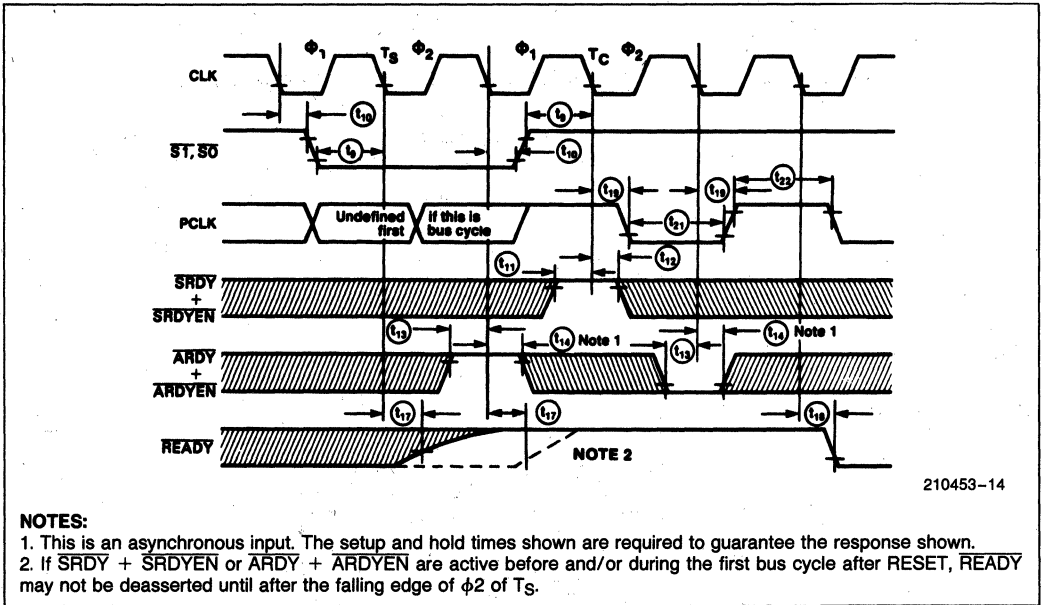 Φ1 TS Φ2 Φ1 TC Φ2
CLK
t10 t9
S1, S0 t9 t10
t19 t19 t22
PCLK Undefined first if this is bus cycle t21
t11 t12
SRDY
+
SRDYEN
t13 t14 Note 1 t13 t14 Note 1
ARDY
+
ARDYEN
t17 t17 t18
READY NOTE 2
210453–14
NOTES:
1. This is an asynchronous input. The setup and hold times shown are required to guarantee the response shown.
2. If SRDY + SRDYEN or ARDY + ARDYEN are active before and/or during the first bus cycle after RESET, READY
may not be deasserted until after the falling edge of φ2 of TS.